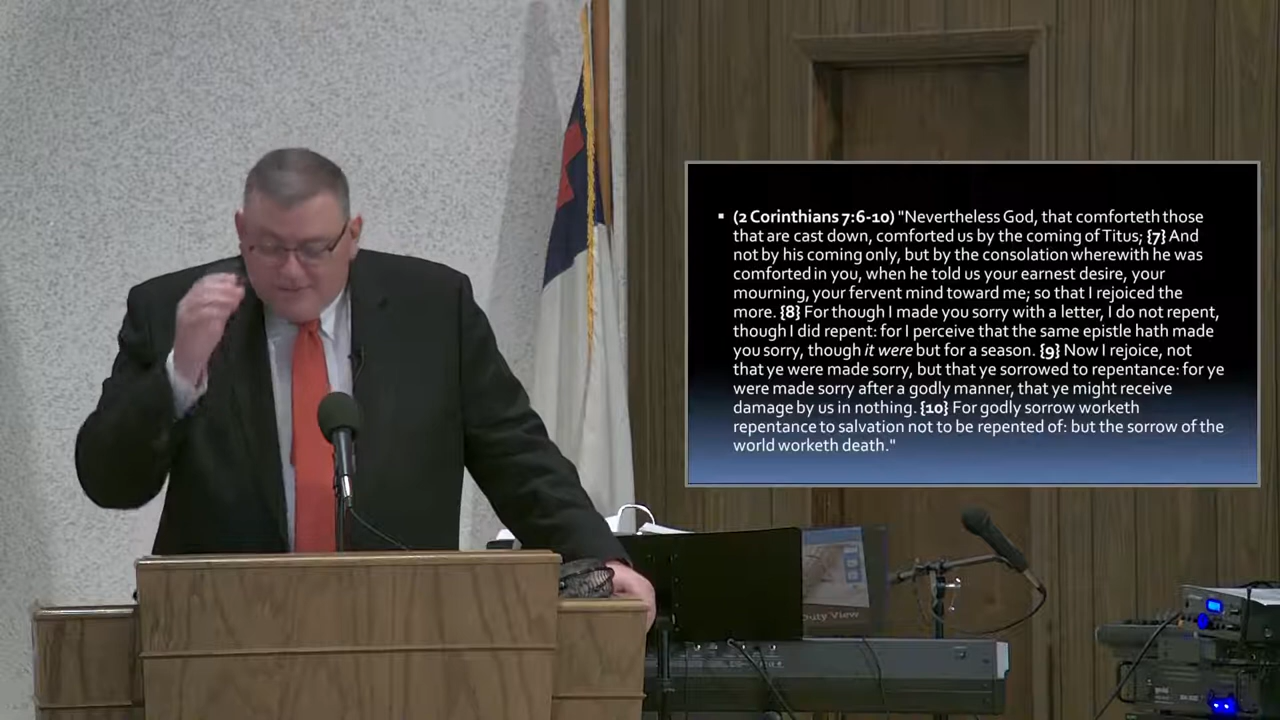 ▪ (2 Corinthians 7:6-10) "Nevertheless God, that comforteth those
that are cast down, comforted us by the coming of Titus; {7} And
not by his coming only, but by the consolation wherewith he was
comforted in you, when he told us your earnest desire, your
mourning, your fervent mind toward me; so that I rejoiced the
more. {8} For though I made you sorry with a letter, I do not repent,
though I did repent: for I perceive that the same epistle hath made
you sorry, though it were but for a season. {9} Now I rejoice, not
that ye were made sorry, but that ye sorrowed to repentance: for ye
were made sorry after a godly manner, that ye might receive
damage by us in nothing. {10} For godly sorrow worketh
repentance to salvation not to be repented of: but the sorrow of the
world worketh death."
View